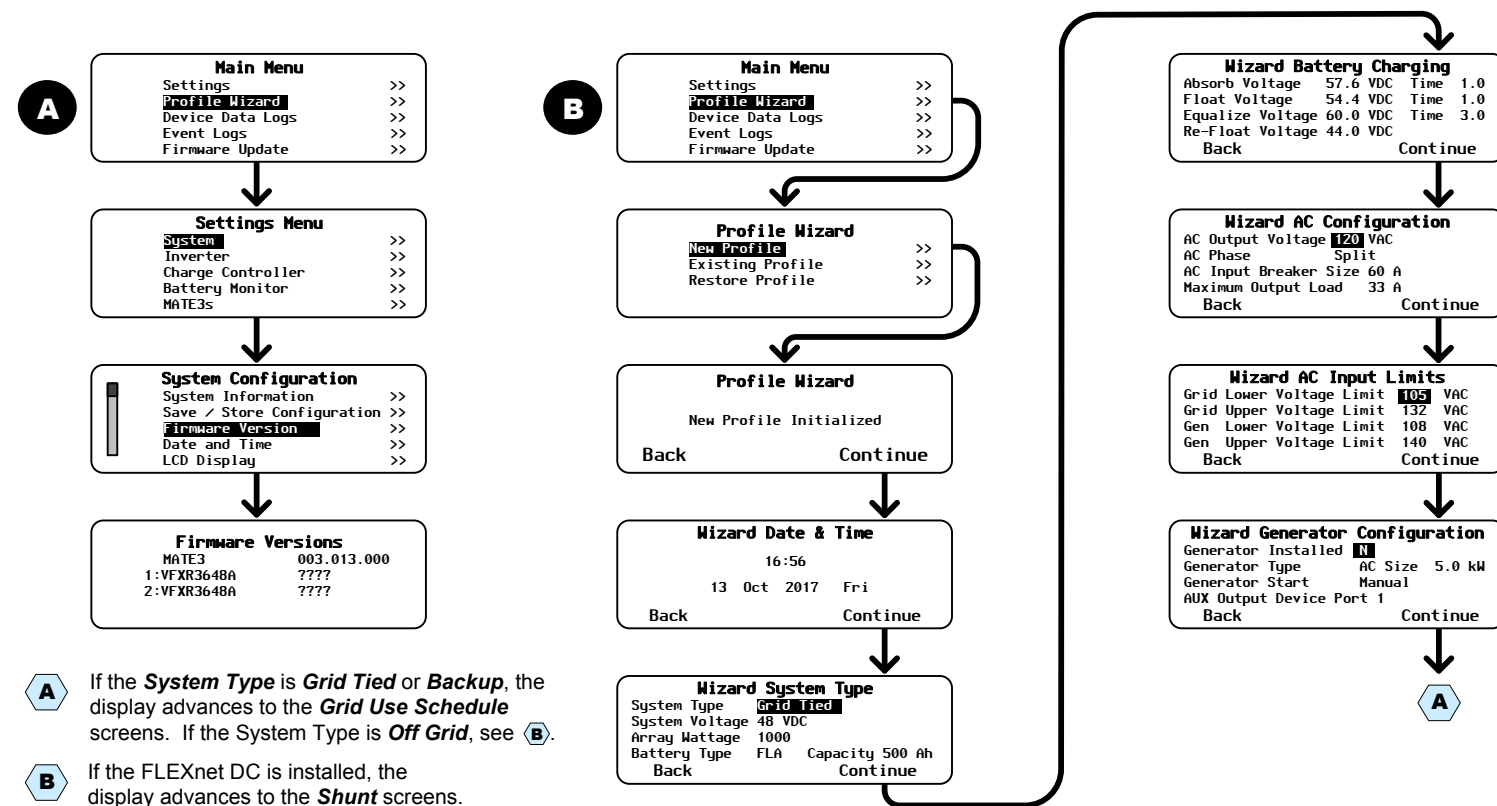 A
Main Menu
Settings >>
Profile Wizard >>
Device Data Logs >>
Event Logs >>
Firmware Update >>
Settings Menu
System >>
Inverter >>
Charge Controller >>
Battery Monitor >>
MATE3s >>
System Configuration
System Information >>
Save / Store Configuration >>
Firmware Version >>
Date and Time >>
LCD Display >>
Firmware Versions
MATE3 003.013.000
1:VFXR3648A ????
2:VFXR3648A ????
A If the System Type is Grid Tied or Backup, the
display advances to the Grid Use Schedule
screens. If the System Type is Off Grid, see B.
B If the FLEXnet DC is installed, the
display advances to the Shunt screens.
B
Main Menu
Settings >>
Profile Wizard >>
Device Data Logs >>
Event Logs >>
Firmware Update >>
Profile Wizard
New Profile >>
Existing Profile >>
Restore Profile >>
Profile Wizard
New Profile Initialized
Back Continue
Wizard Date & Time
16:56
13 Oct 2017 Fri
Back Continue
Wizard System Type
System Type Grid Tied
System Voltage 48 VDC
Array Wattage 1000
Battery Type FLA Capacity 500 Ah
Back Continue
Wizard Battery Charging
Absorb Voltage 57.6 VDC Time 1.0
Float Voltage 54.4 VDC Time 1.0
Equalize Voltage 60.0 VDC Time 3.0
Re-Float Voltage 44.0 VDC
Back Continue
Wizard AC Configuration
AC Output Voltage 120 VAC
AC Phase Split
AC Input Breaker Size 60 A
Maximum Output Load 33 A
Back Continue
Wizard AC Input Limits
Grid Lower Voltage Limit 105 VAC
Grid Upper Voltage Limit 132 VAC
Gen Lower Voltage Limit 108 VAC
Gen Upper Voltage Limit 140 VAC
Back Continue
Wizard Generator Configuration
Generator Installed N
Generator Type AC Size 5.0 kW
Generator Start Manual
AUX Output Device Port 1
Back Continue
A